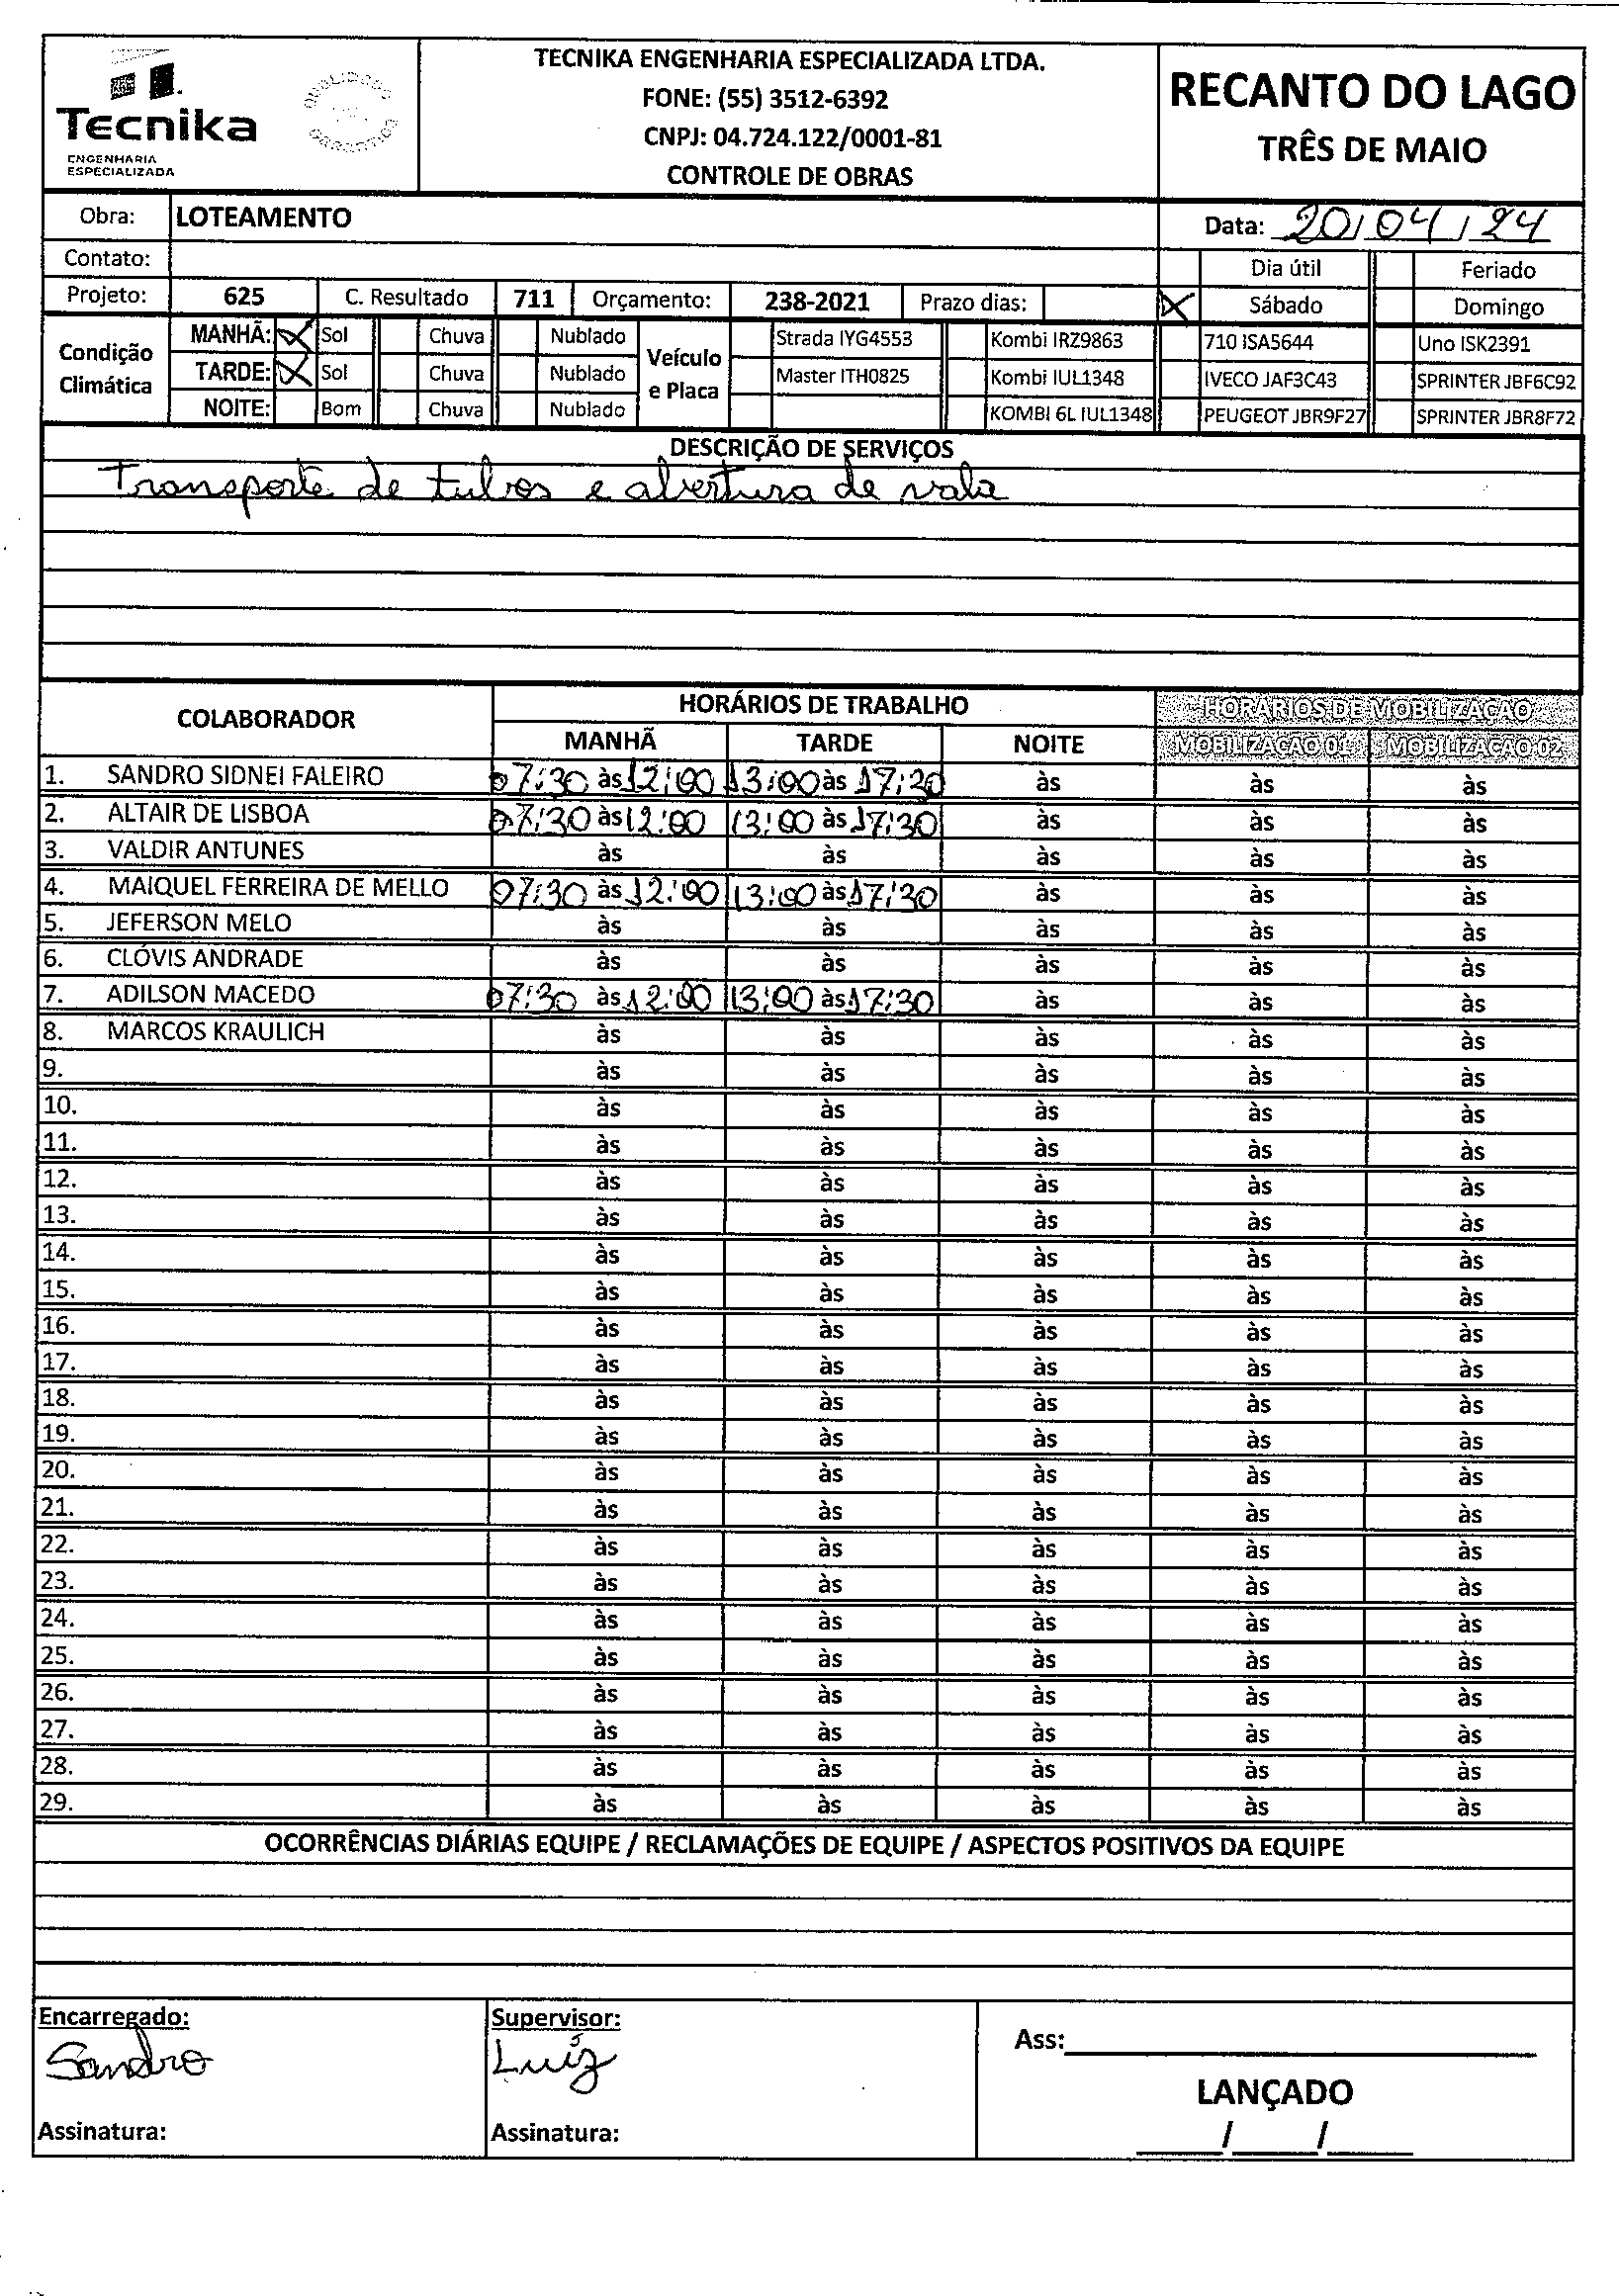 Tecnika
ENGENHARIA
ESPECIALIZADA
TECNIKA ENGENHARIA ESPECIALIZADA LTDA.
FONE: (55) 3512-6392
CNPJ: 04.724.122/0001-81
CONTROLE DE OBRAS
RECANTO DO LAGO
TRÊS DE MAIO
Obra: LOTEAMENTO
Data: 20/04/24
Contato:
Dia útil Feriado
Projeto: 625 C. Resultado 711 Orçamento: 238-2021 Prazo dias: X Sábado Domingo
Condição Climática
MANHÃ: X Sol Chuva Nublado
TARDE: X Sol Chuva Nublado
NOITE: Bom Chuva Nublado
Veículo e Placa
Strada IYG4553 Kombi IRZ9863 710 ISA5644 Uno ISK2391
Master ITH0825 Kombi IUL1348 IVECO JAF3C43 SPRINTER JBF6C92
KOMBI 6L IUL1348 PEUGEOT JBR9F27 SPRINTER JBR8F72
DESCRIÇÃO DE SERVIÇOS
Transporte de tubos e abertura de vala
COLABORADOR HORÁRIOS DE TRABALHO HORÁRIOS DE MOBILIZAÇÃO
MANHÃ TARDE NOITE MOBILIZAÇÃO 01 MOBILIZAÇÃO 02
1. SANDRO SIDNEI FALEIRO 07:30 às 12:00 13:00 às 17:30 às às às
2. ALTAIR DE LISBOA 07:30 às 12:00 13:00 às 17:30 às às às
3. VALDIR ANTUNES às às às às às
4. MAIQUEL FERREIRA DE MELLO 07:30 às 12:00 13:00 às 17:30 às às às
5. JEFERSON MELO às às às às às
6. CLÓVIS ANDRADE às às às às às
7. ADILSON MACEDO 07:30 às 12:00 13:00 às 17:30 às às às
8. MARCOS KRAULICH às às às às às
9. às às às às às
10. às às às às às
11. às às às às às
12. às às às às às
13. às às às às às
14. às às às às às
15. às às às às às
16. às às às às às
17. às às às às às
18. às às às às às
19. às às às às às
20. às às às às às
21. às às às às às
22. às às às às às
23. às às às às às
24. às às às às às
25. às às às às às
26. às às às às às
27. às às às às às
28. às às às às às
29. às às às às às
OCORRÊNCIAS DIÁRIAS EQUIPE / RECLAMAÇÕES DE EQUIPE / ASPECTOS POSITIVOS DA EQUIPE
Encarregado: Supervisor:
Sandro Luíz
Ass:
LANÇADO
Assinatura: Assinatura:
___/___/___